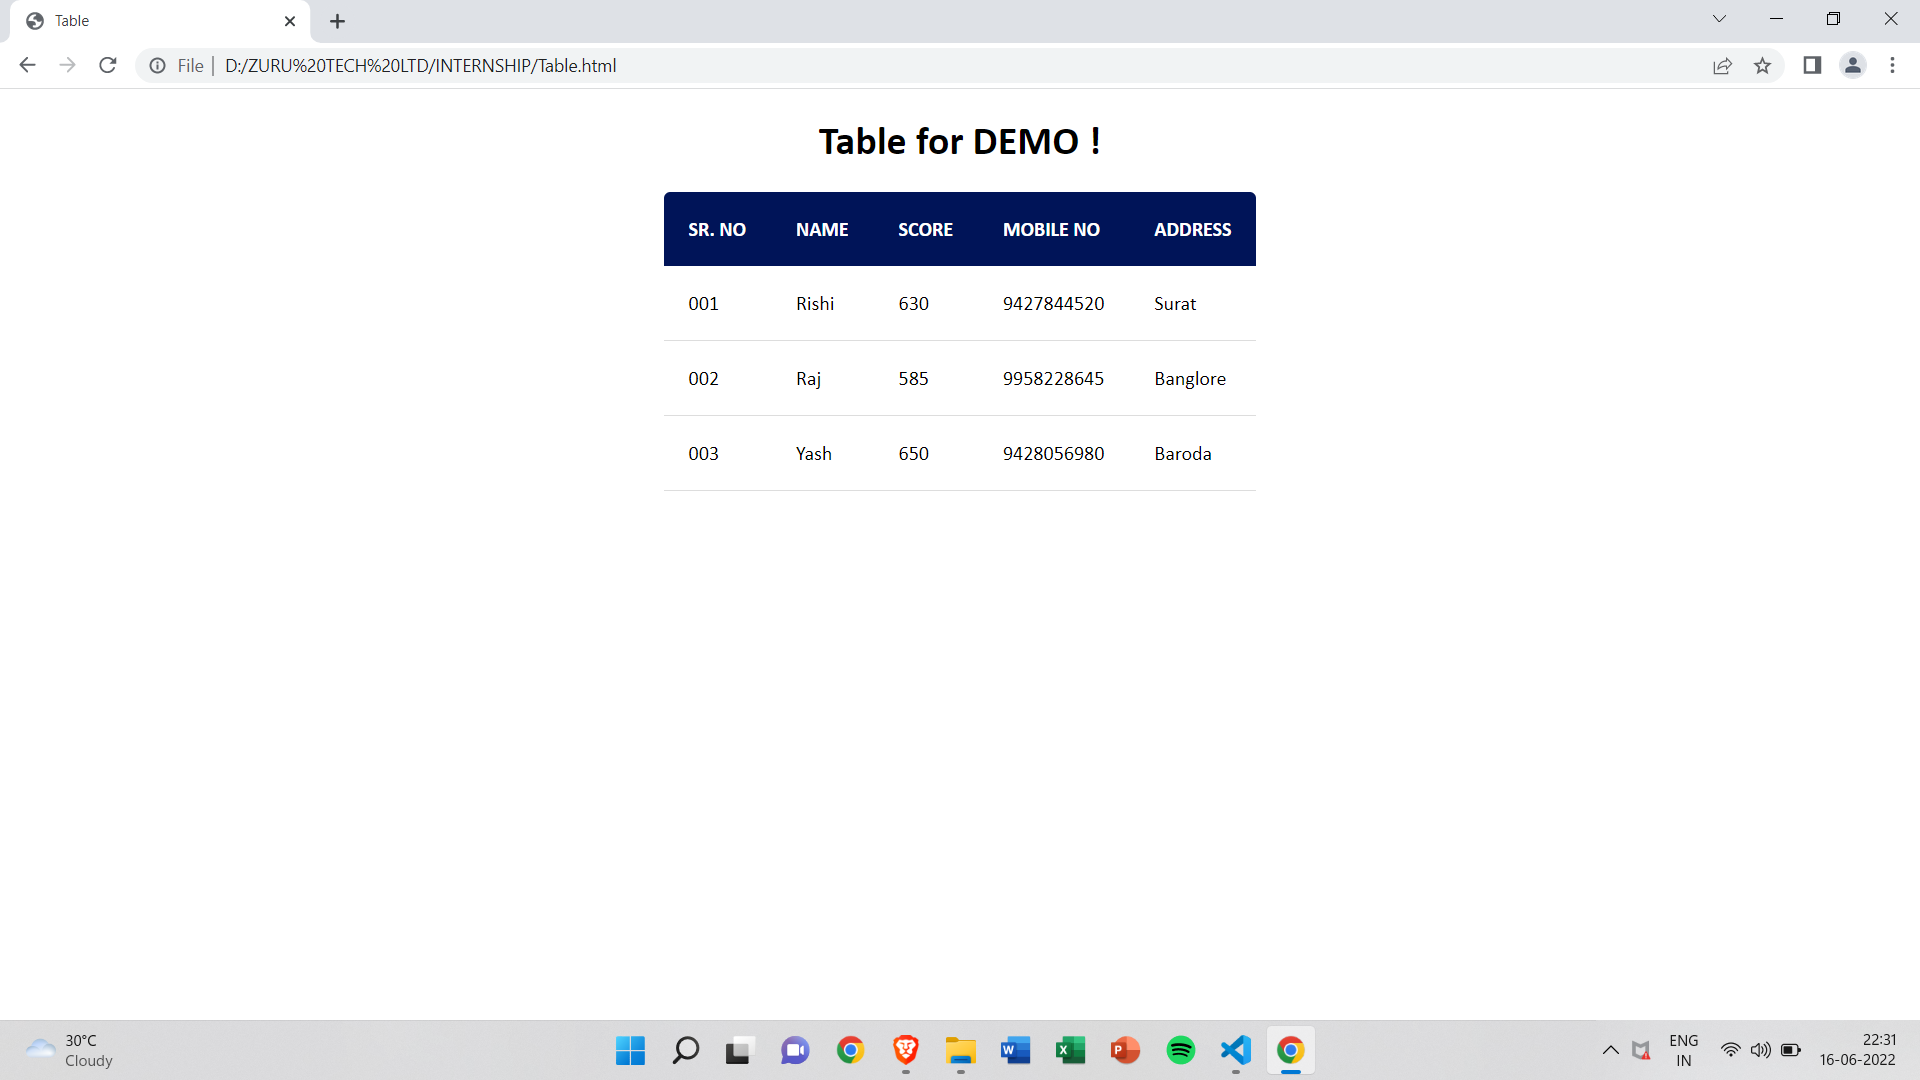 Table
File | D:/ZURU%20TECH%20LTD/INTERNSHIP/Table.html
Table for DEMO !
SR. NO NAME SCORE MOBILE NO ADDRESS
001 Rishi 630 9427844520 Surat
002 Raj 585 9958228645 Banglore
003 Yash 650 9428056980 Baroda
30°C
Cloudy
ENG
IN
22:31
16-06-2022